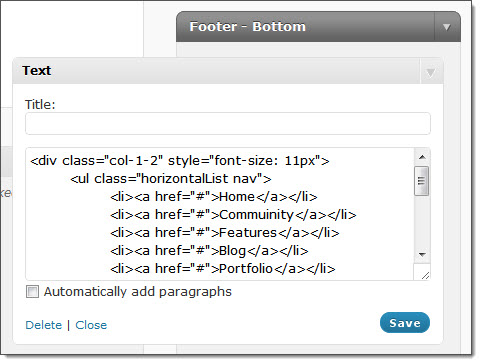 Footer - Bottom
Text
Title:
<div class="col-1-2" style="font-size: 11px">
<ul class="horizontalList nav">
<li><a href="#">Home</a></li>
<li><a href="#">Commuinity</a></li>
<li><a href="#">Features</a></li>
<li><a href="#">Blog</a></li>
<li><a href="#">Portfolio</a></li>
Automatically add paragraphs
Delete | Close
Save